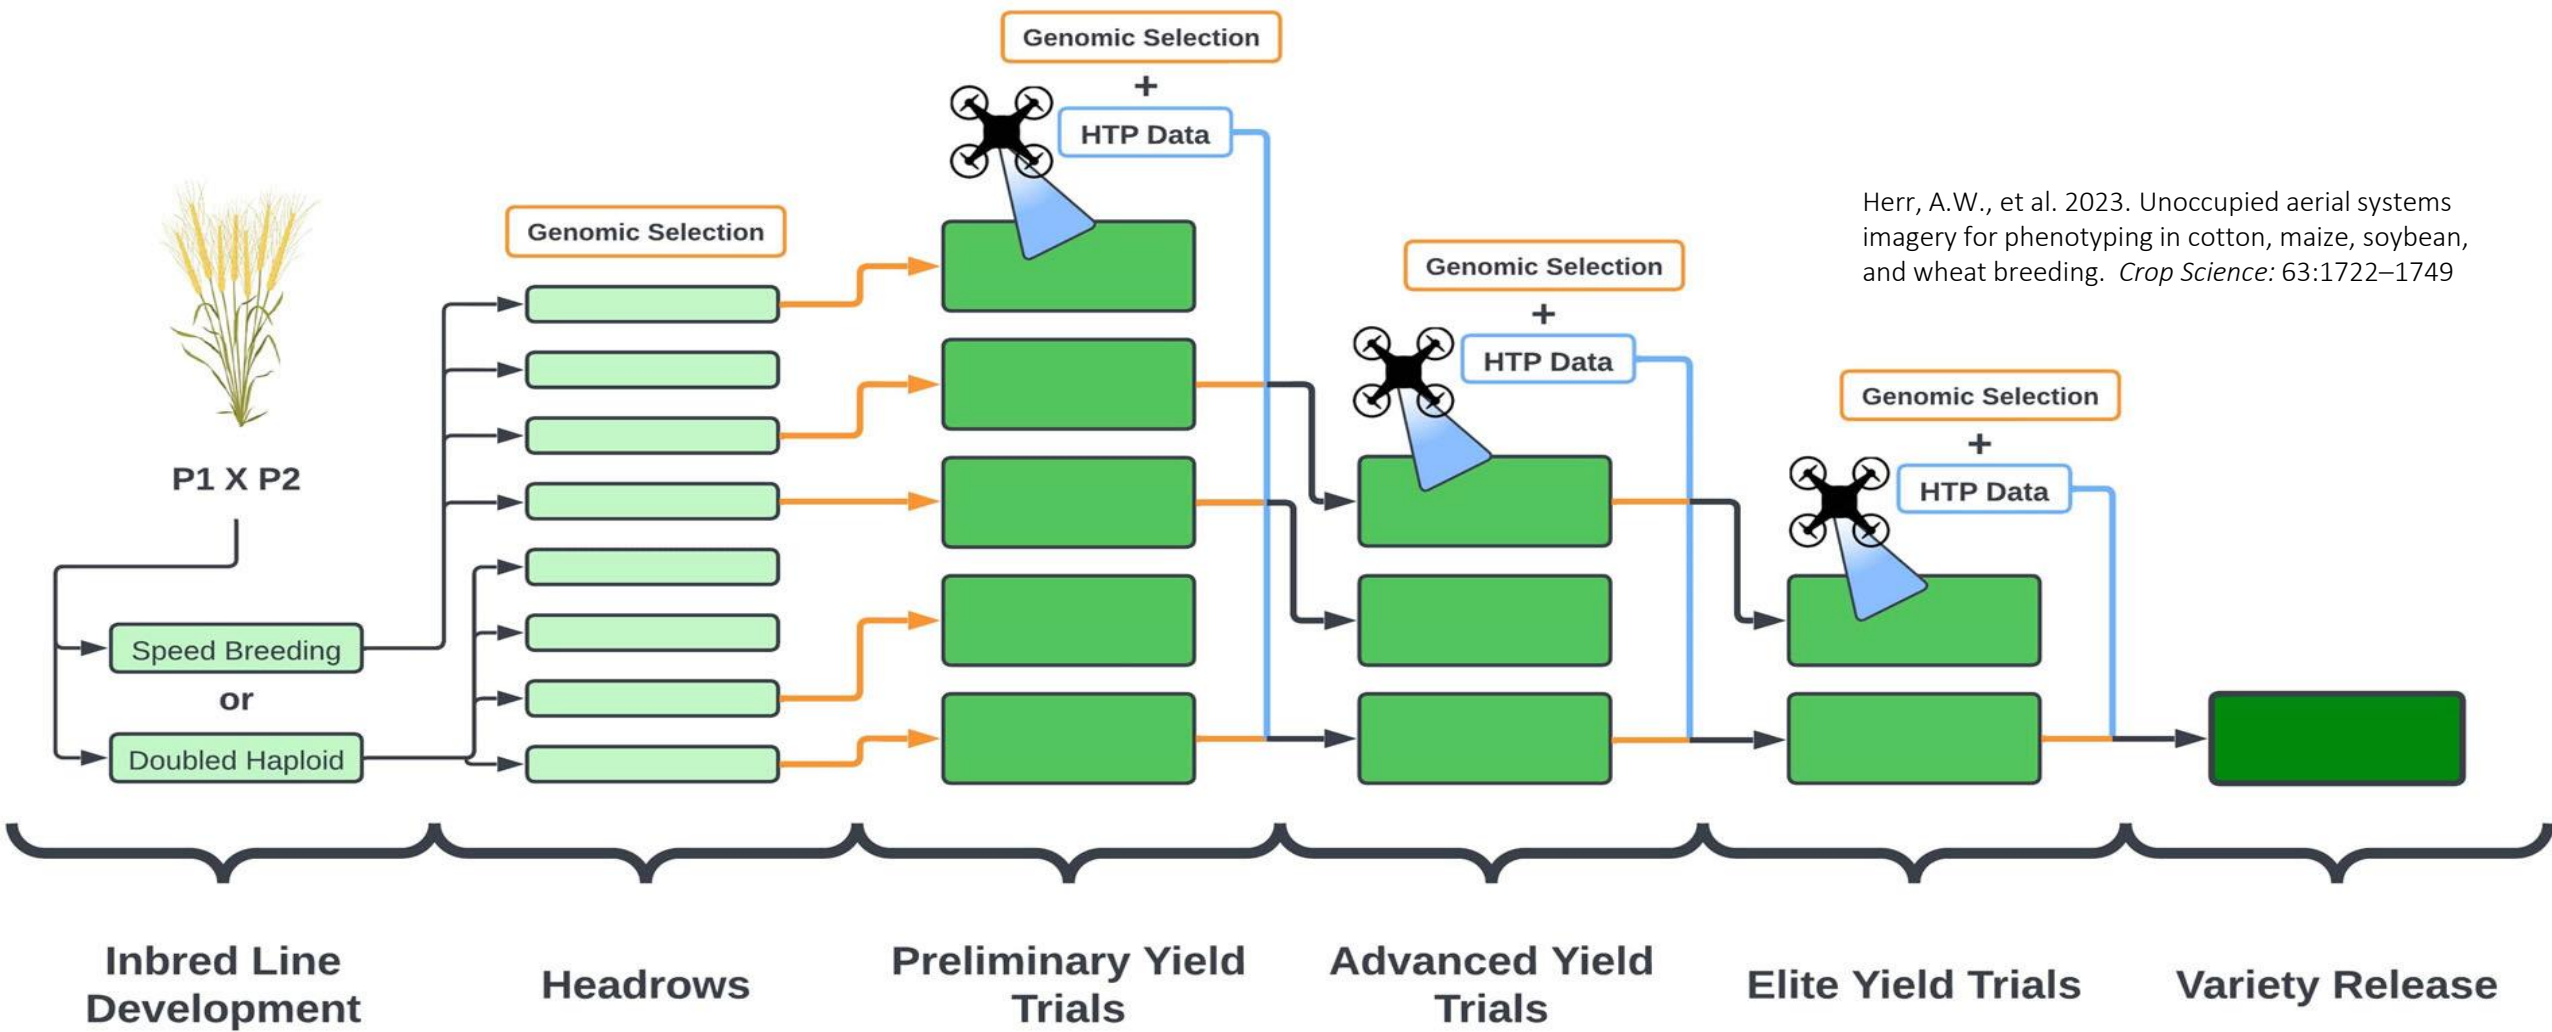 Genomic Selection
+
HTP Data
Herr, A.W., et al. 2023. Unoccupied aerial systems
imagery for phenotyping in cotton, maize, soybean,
and wheat breeding.  Crop Science: 63:1722–1749
Genomic Selection
Genomic Selection
+
HTP Data
Genomic Selection
+
HTP Data
P1 X P2
Speed Breeding
or
Doubled Haploid
Inbred Line
Development
Headrows
Preliminary Yield
Trials
Advanced Yield
Trials
Elite Yield Trials
Variety Release